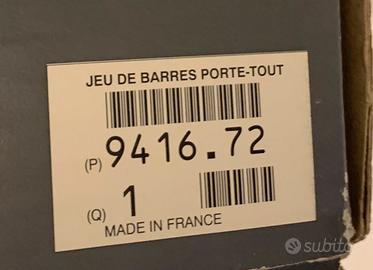 JEU DE BARRES PORTE-TOUT
(P) 9416.72
(Q) 1
MADE IN FRANCE
subito